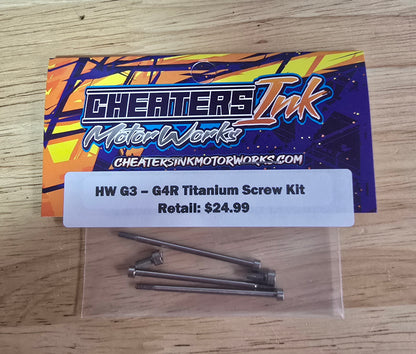 CHEATERS Ink
MotorWorks
CHEATERSINKMOTORWORKS.COM
HW G3 – G4R Titanium Screw Kit
Retail: $24.99